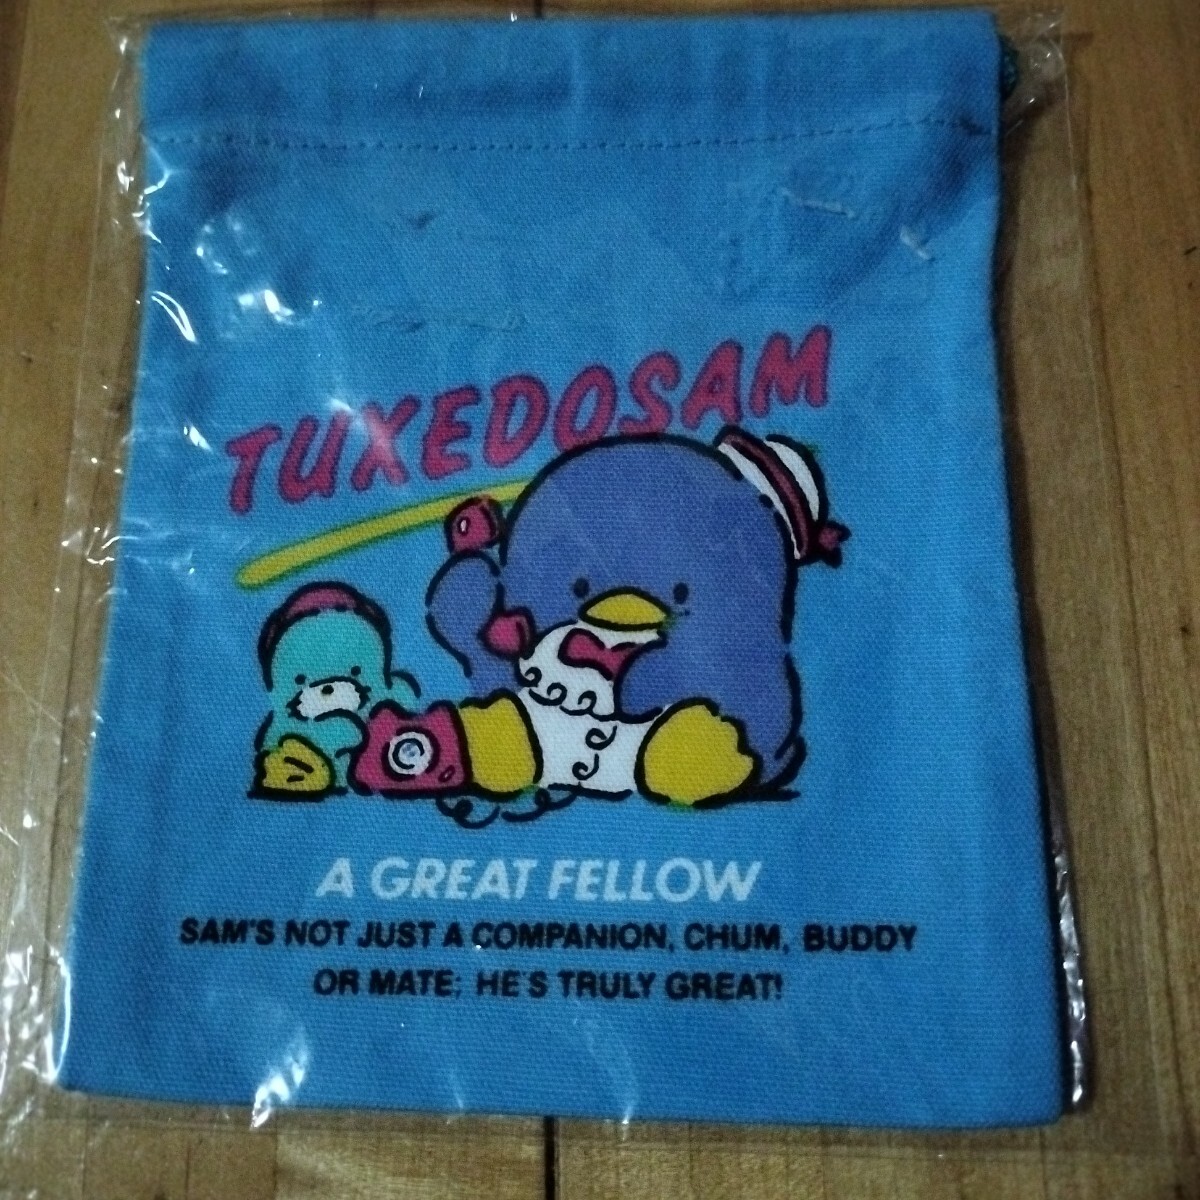 TUXEDOSAM
A GREAT FELLOW
SAM'S NOT JUST A COMPANION, CHUM, BUDDY
OR MATE; HE'S TRULY GREAT!